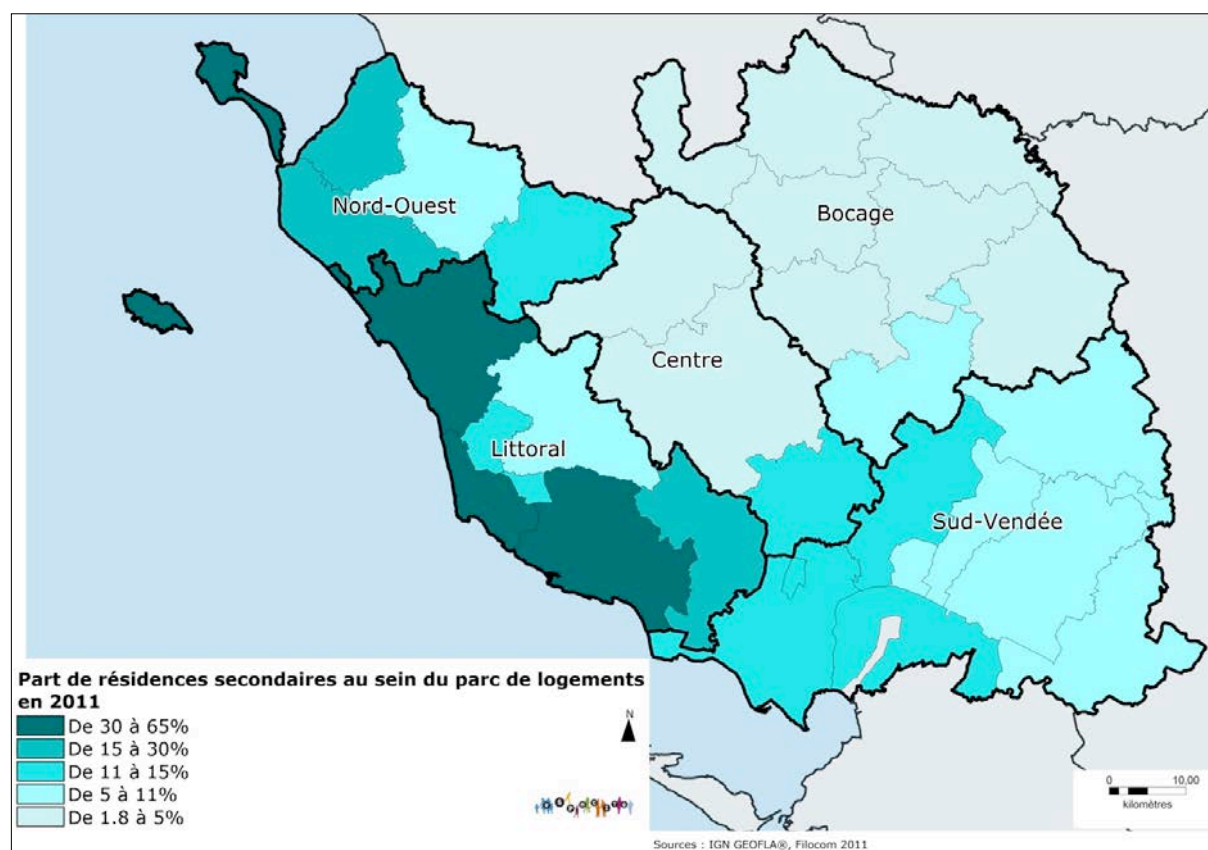 Nord-Ouest
Bocage
Centre
Littoral
Sud-Vendée
Part de résidences secondaires au sein du parc de logements
en 2011
De 30 à 65%
De 15 à 30%
De 11 à 15%
De 5 à 11%
De 1.8 à 5%
N
0 10,00
kilomètres
Sources : IGN GEOFLA®, Filocom 2011